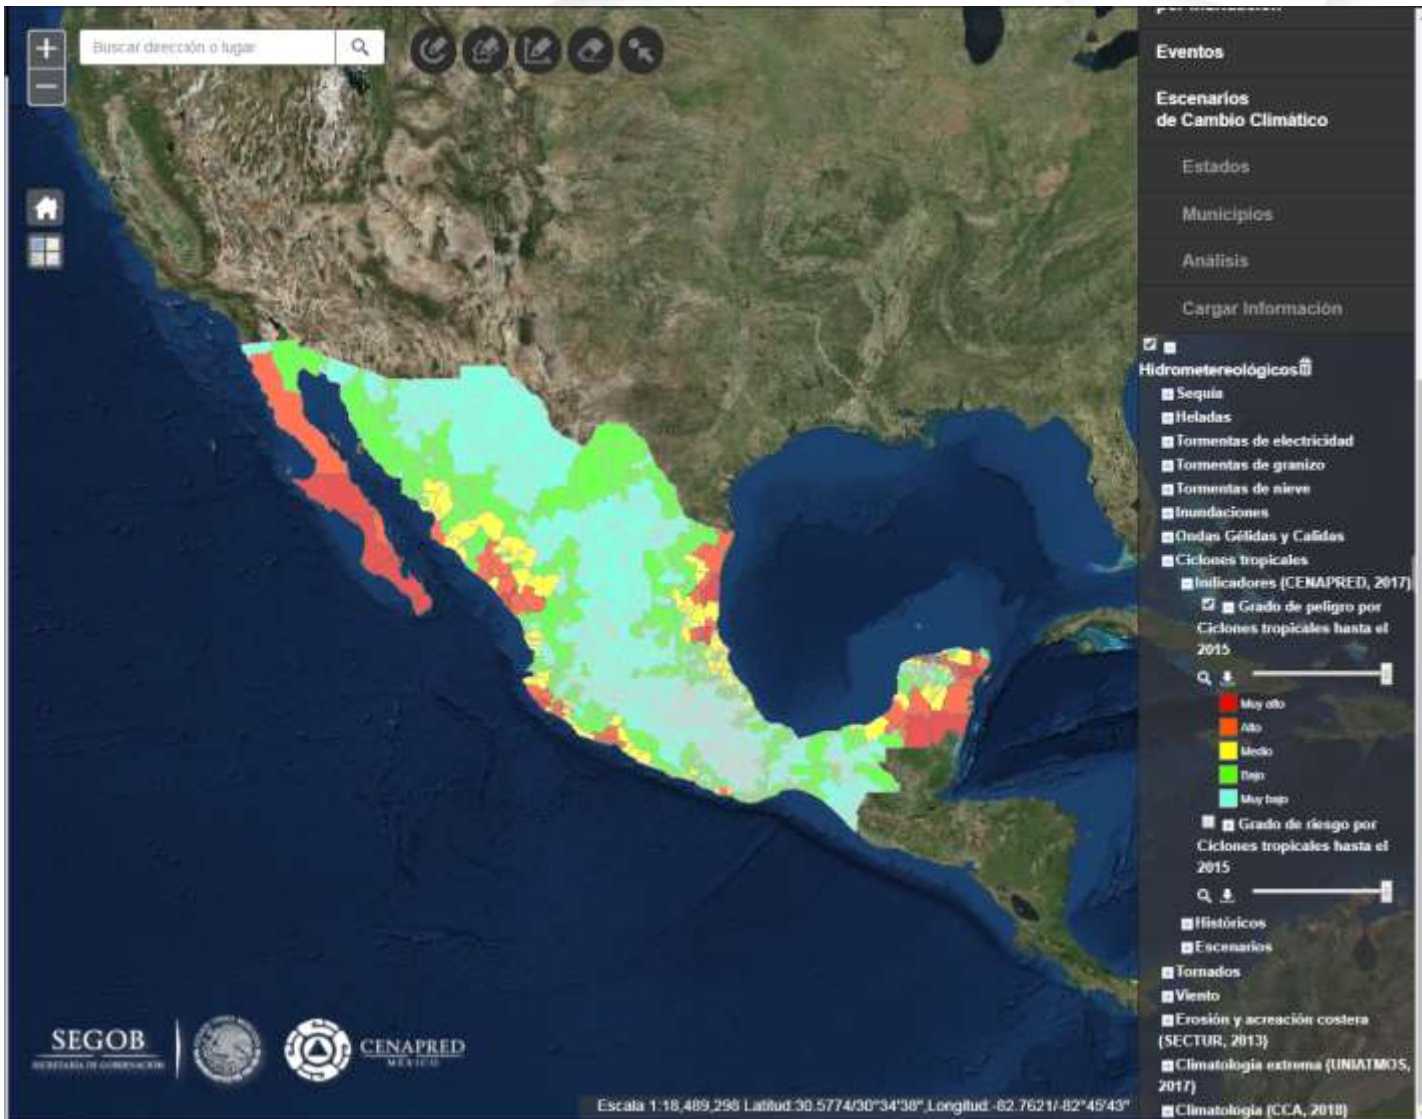 Buscar dirección o lugar
Eventos
Escenarios
de Cambio Climático
Estados
Municipios
Análisis
Cargar Información
Hidrometereológicos
Sequía
Heladas
Tormentas de electricidad
Tormentas de granizo
Tormentas de nieve
Inundaciones
Ondas Gélidas y Calidas
Ciclones tropicales
Indicadores (CENAPRED, 2017)
Grado de peligro por
Ciclones tropicales hasta el
2015
Muy alto
Alto
Medio
Bajo
Muy bajo
Grado de riesgo por
Ciclones tropicales hasta el
2015
Históricos
Escenarios
Tornados
Viento
Erosión y acreación costera
(SECTUR, 2013)
Climatología extrema (UNIATMOS,
2017)
Climatología (CCA, 2018)
SEGOB
SECRETARÍA DE GOBERNACIÓN
CENAPRED
MÉXICO
Escala 1:18,489,298 Latitud:30.5774/30°34'38",Longitud:-82.7621/-82°45'43"